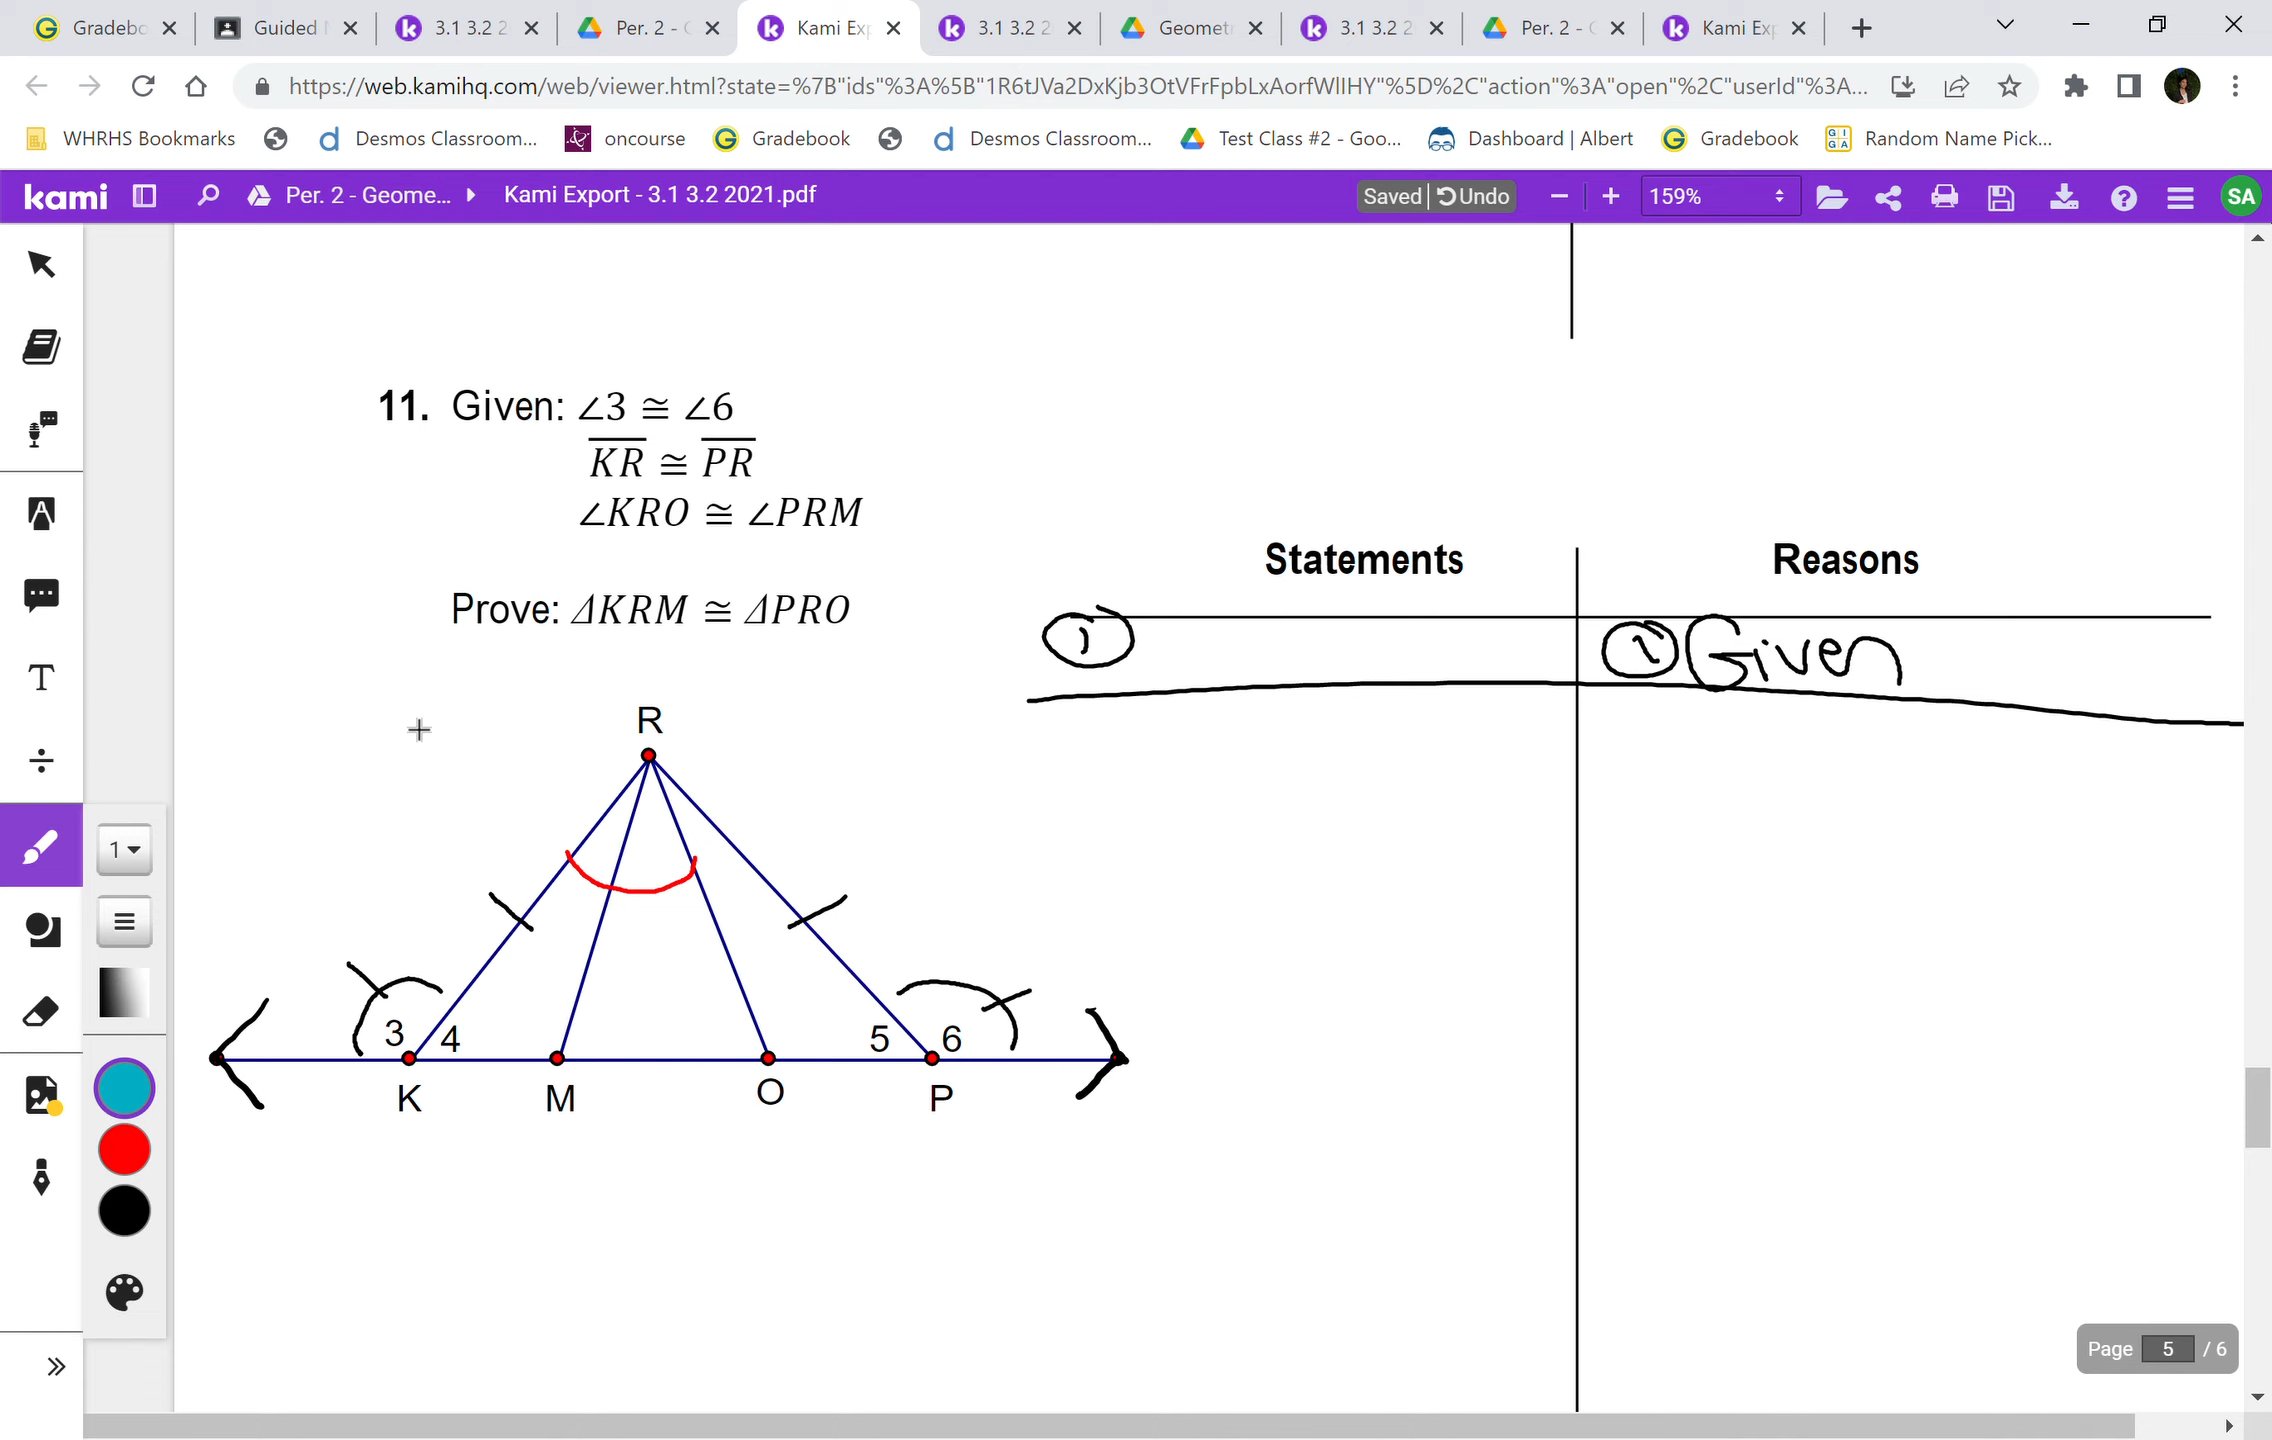 Gradebo
Guided
3.1 3.2 2
Per. 2 -
Kami Ex
3.1 3.2 2
Geomet
3.1 3.2 2
Per. 2 -
Kami Ex
https://web.kamihq.com/web/viewer.html?state=%7B"ids"%3A%5B"1R6tJVa2DxKjb3OtVFrFpbLxAorfWlIHY"%5D%2C"action"%3A"open"%2C"userId"%3A...
WHRHS Bookmarks
Desmos Classroom...
oncourse
Gradebook
Desmos Classroom...
Test Class #2 - Goo...
Dashboard | Albert
Gradebook
Random Name Pick...
kami
Per. 2 - Geome...
Kami Export - 3.1 3.2 2021.pdf
Saved
Undo
159%
SA
11. Given: ∠3 ≅ ∠6
KR ≅ PR
∠KRO ≅ ∠PRM
Statements
Reasons
Prove: ΔKRM ≅ ΔPRO
①
① Given
R
3 4 5 6
K M O P
T
1
Page 5 / 6